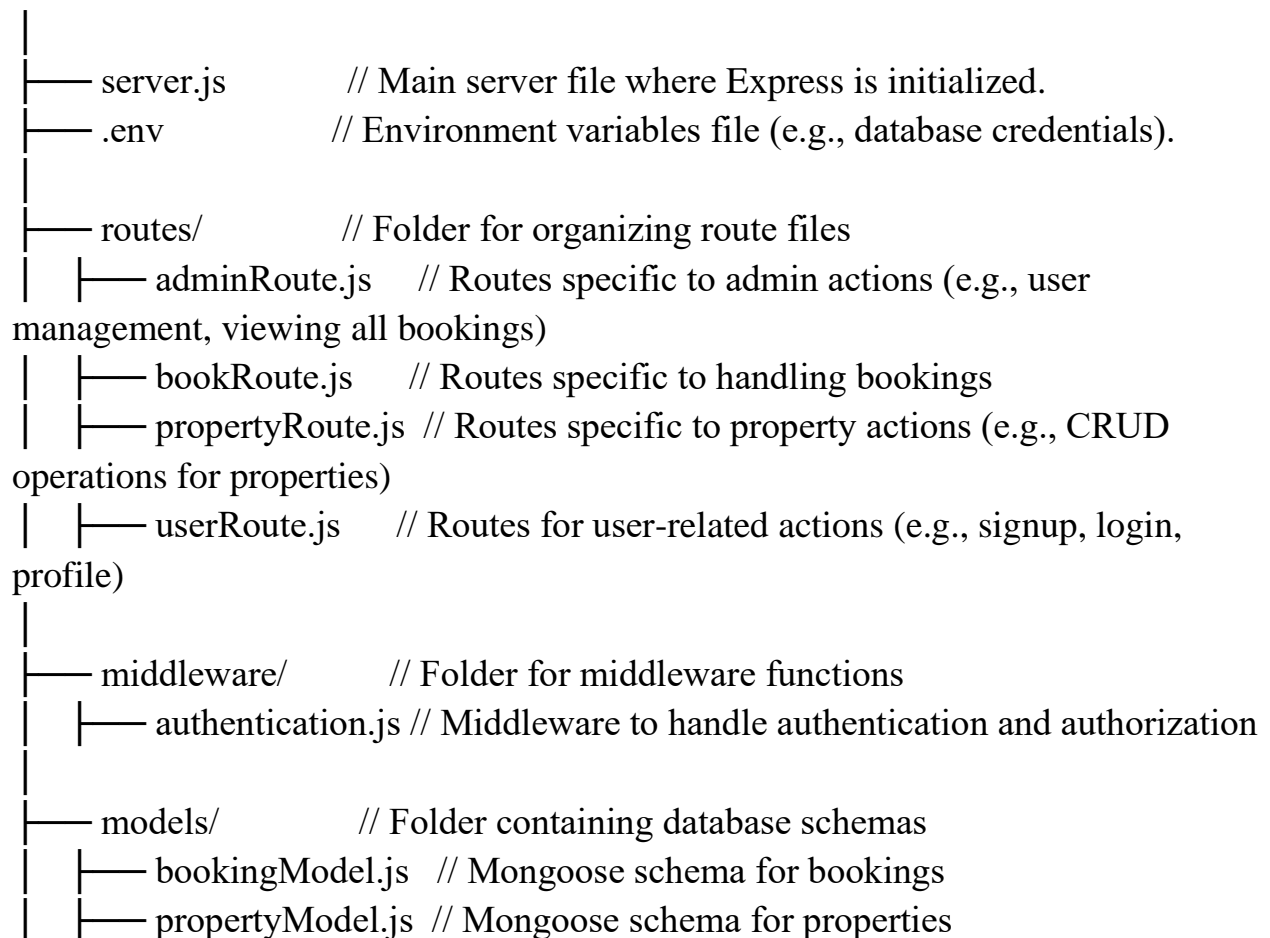 │
├── server.js // Main server file where Express is initialized.
├── .env // Environment variables file (e.g., database credentials).
│
├── routes/ // Folder for organizing route files
│ ├── adminRoute.js // Routes specific to admin actions (e.g., user
management, viewing all bookings)
│ ├── bookRoute.js // Routes specific to handling bookings
│ ├── propertyRoute.js // Routes specific to property actions (e.g., CRUD
operations for properties)
│ ├── userRoute.js // Routes for user-related actions (e.g., signup, login,
profile)
│
├── middleware/ // Folder for middleware functions
│ ├── authentication.js // Middleware to handle authentication and authorization
│
├── models/ // Folder containing database schemas
│ ├── bookingModel.js // Mongoose schema for bookings
│ ├── propertyModel.js // Mongoose schema for properties